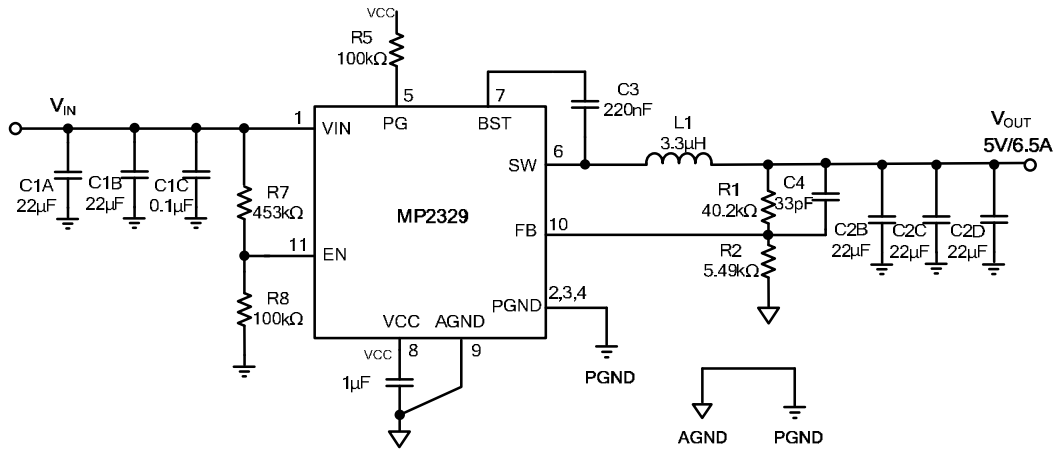 VCC
R5
100kΩ
5
7
C3
220nF
V_IN
1
VIN
PG
BST
L1
3.3µH
V_OUT
5V/6.5A
6
SW
C1A
22µF
C1B
22µF
C1C
0.1µF
R7
453kΩ
MP2329
R1
40.2kΩ
C4
33pF
FB
10
C2B
22µF
C2C
22µF
C2D
22µF
11
EN
R2
5.49kΩ
R8
100kΩ
PGND
2,3,4
VCC
AGND
VCC
8
9
1µF
PGND
AGND
PGND